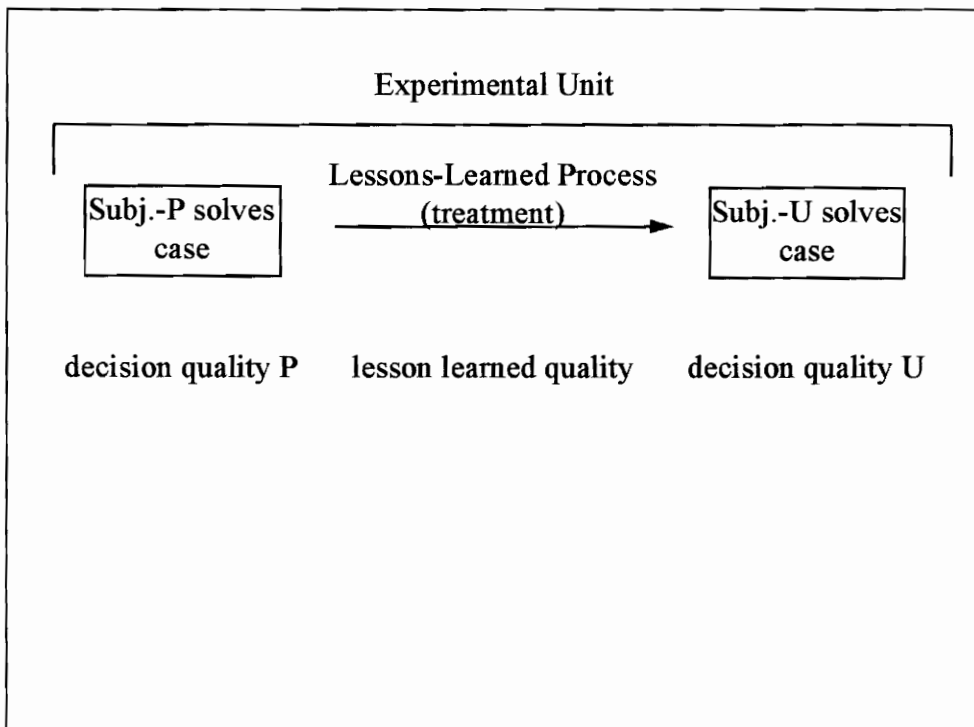 Experimental Unit
Lessons-Learned Process
(treatment)
Subj.-P solves
case
Subj.-U solves
case
decision quality P
lesson learned quality
decision quality U